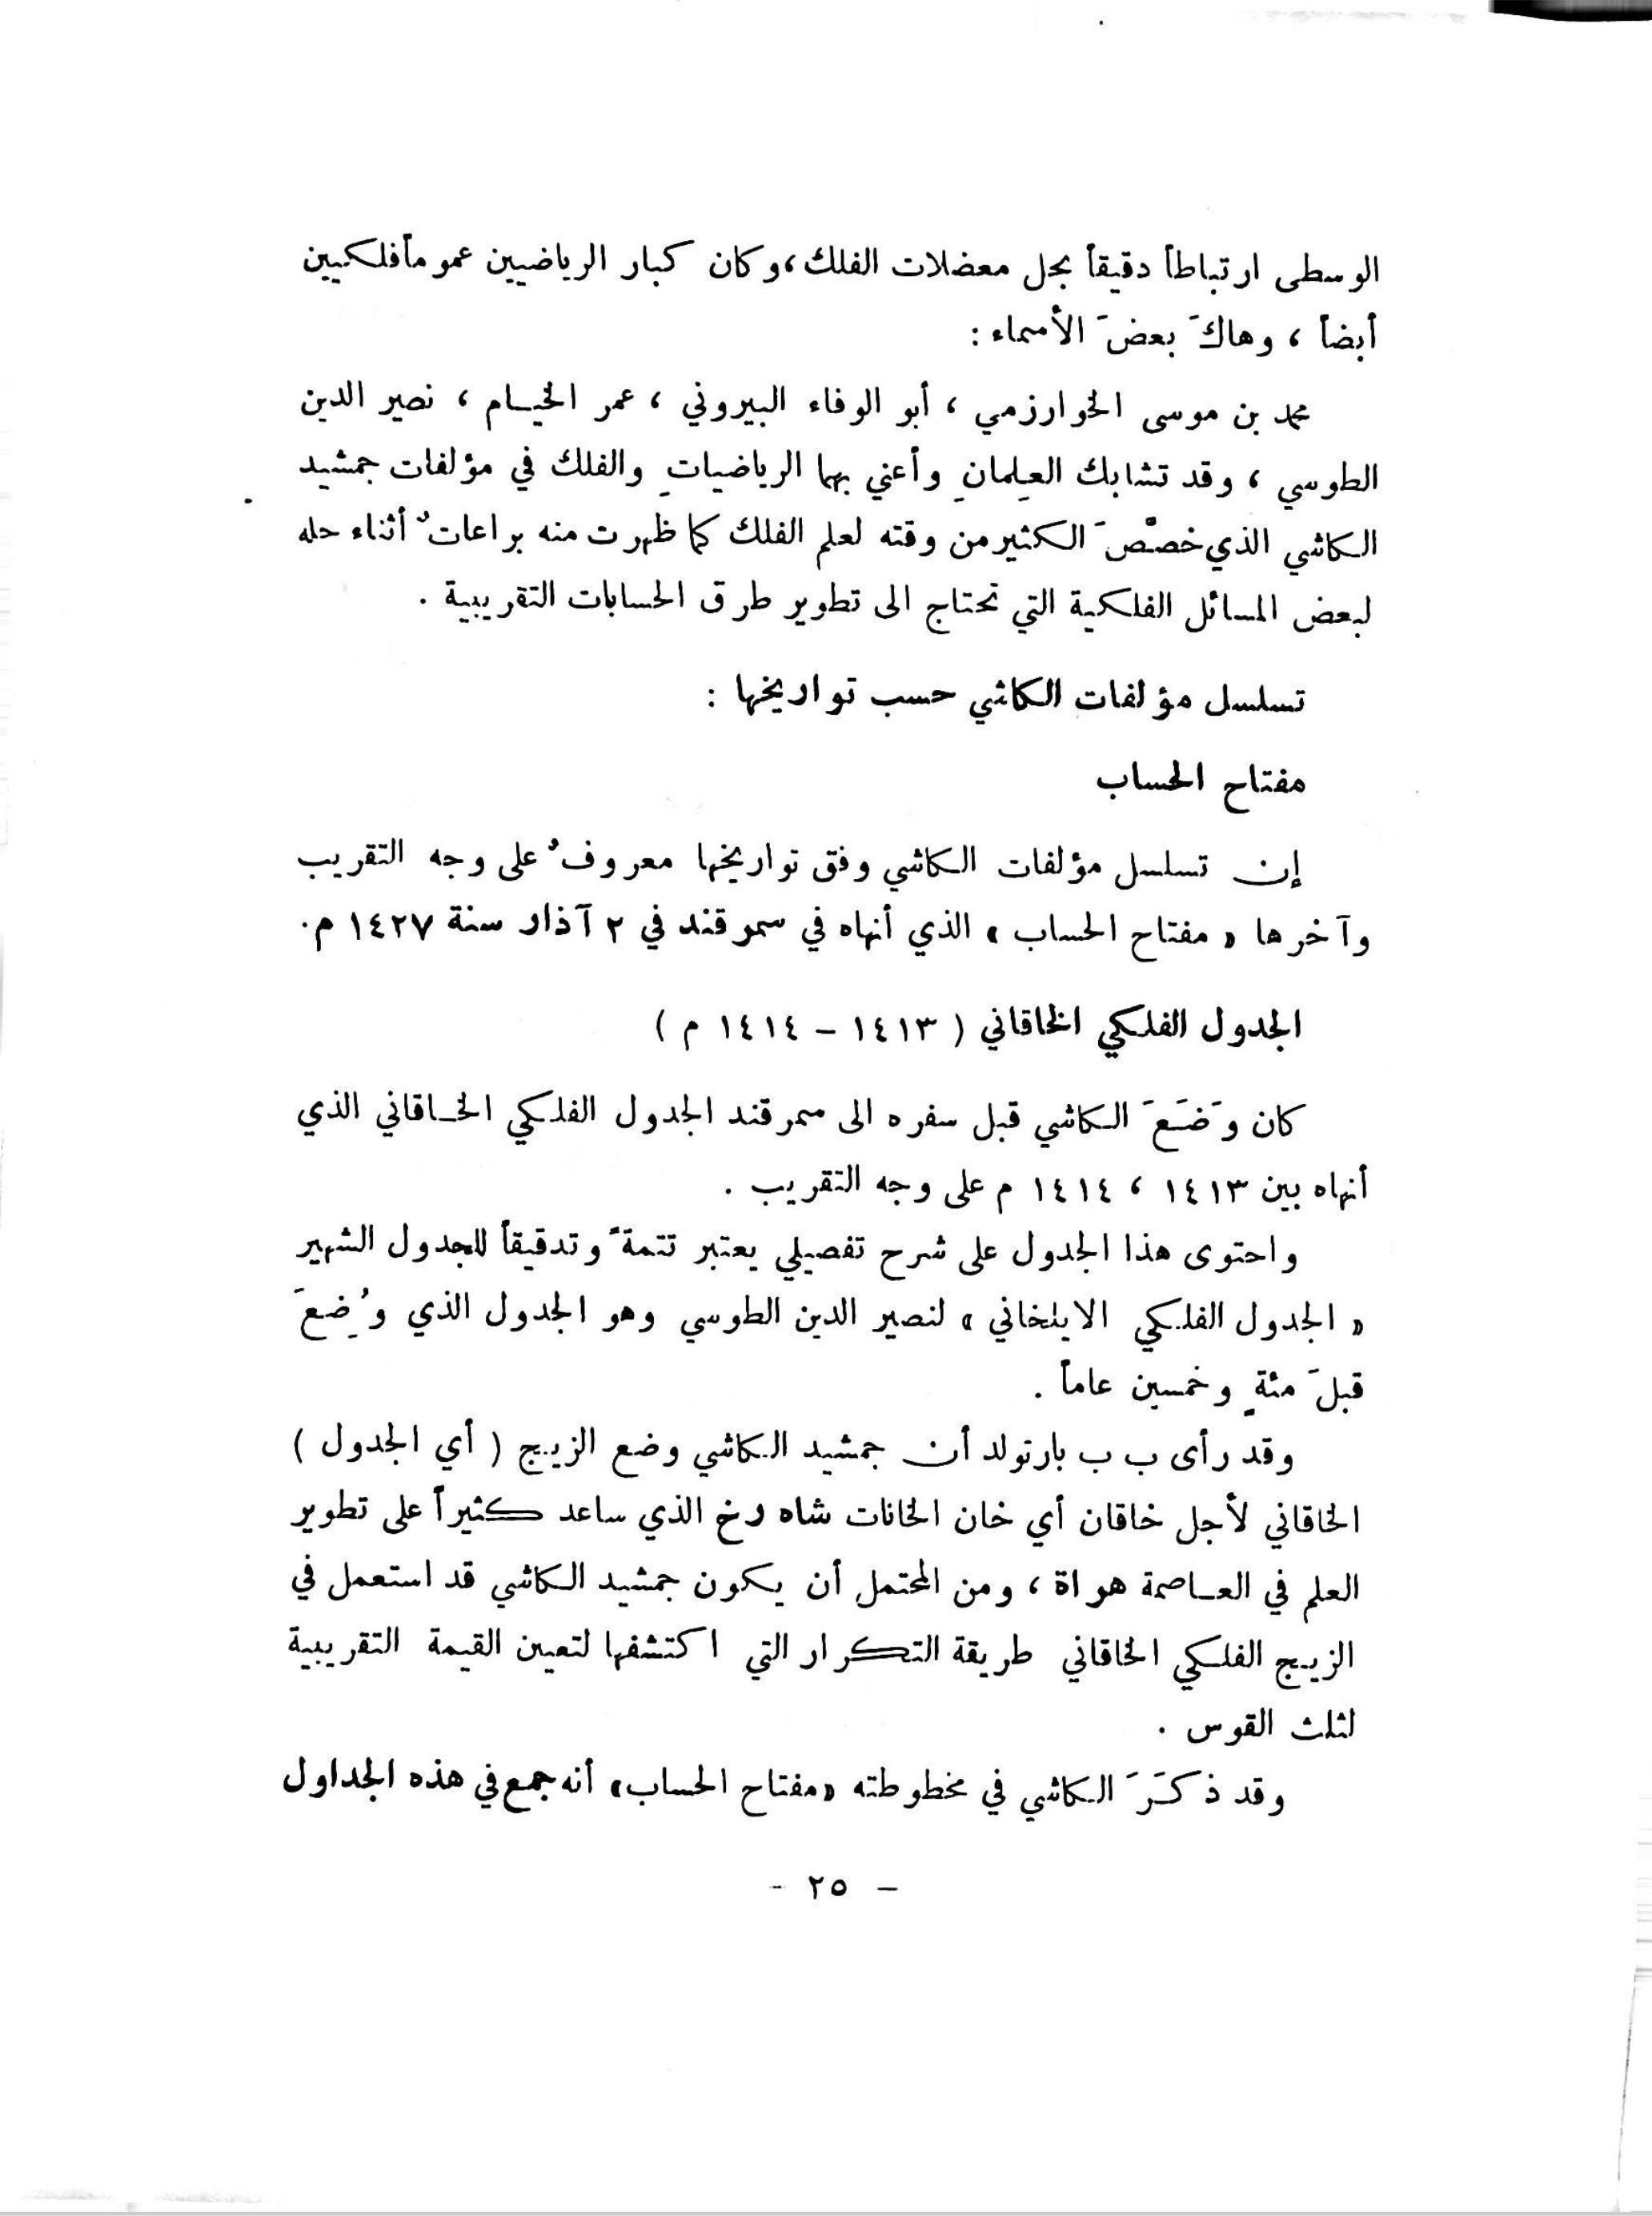 الوسطى ارتباطاً دقيقاً بحل معضلات الفلك ، وكان كبار الرياضيين عموماً فلكيين
أيضاً ، وهاكَ بعضَ الأسماء :
محمد بن موسى الخوارزمي ، أبو الوفاء البيروني ، عمر الخيام ، نصير الدين
الطوسي ، وقد تشابك العِلمانِ وأعني بهما الرياضياتِ والفلك في مؤلفات جمشيد
الكاشي الذي خصّصَ الكثير من وقته لعلم الفلك كما ظهرت منه براعاتٌ أثناء حله
لبعض المسائل الفلكية التي تحتاج الى تطوير طرق الحسابات التقريبية .
تسلسل مؤلفات الكاشي حسب تواريخها :
مفتاح الحساب
إن تسلسل مؤلفات الكاشي وفق تواريخها معروفٌ على وجه التقريب
وآخرها « مفتاح الحساب » الذي أنهاه في سمرقند في ٢ آذار سنة ١٤٢٧ م.
الجدول الفلكي الخاقاني ( ١٤١٣ – ١٤١٤ م )
كان وَضَعَ الكاشي قبل سفره الى سمرقند الجدول الفلكي الخاقاني الذي
أنهاه بين ١٤١٣ ، ١٤١٤ م على وجه التقريب .
واحتوى هذا الجدول على شرح تفصيلي يعتبر تتمةً وتدقيقاً للجدول الشهير
« الجدول الفلكي الايلخاني » لنصير الدين الطوسي وهو الجدول الذي وُضِعَ
قبلَ مئةٍ وخمسين عاماً .
وقد رأى ب ب بارتولد أن جمشيد الكاشي وضع الزيج ( أي الجدول )
الخاقاني لأجل خاقان أي خان الخانات شاه رخ الذي ساعد كثيراً على تطوير
العلم في العاصمة هراة ، ومن المحتمل أن يكون جمشيد الكاشي قد استعمل في
الزيج الفلكي الخاقاني طريقة التكرار التي اكتشفها لتعيين القيمة التقريبية
لثلث القوس .
وقد ذكَرَ الكاشي في مخطوطته «مفتاح الحساب» أنه جمع في هذه الجداول
– ٢٥ -